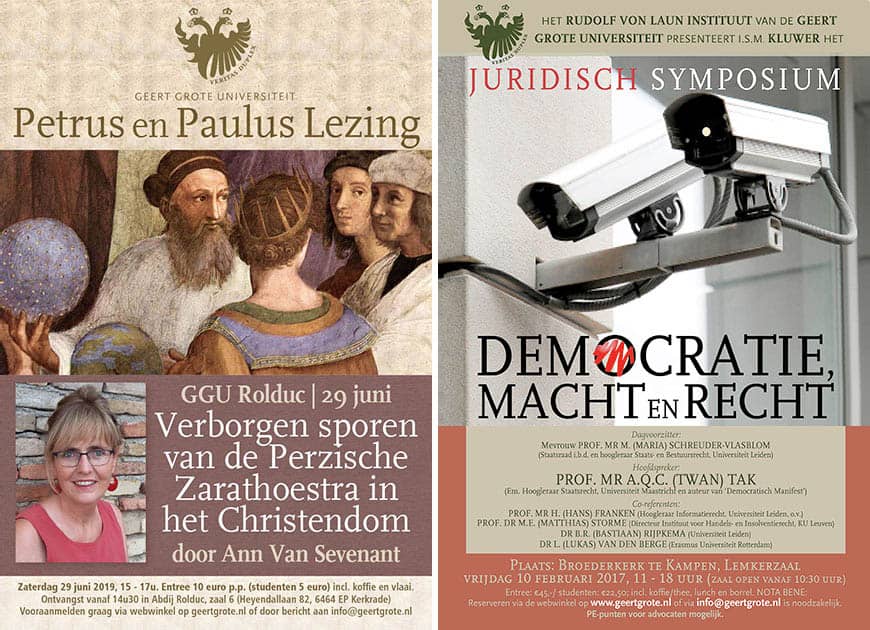 VERITAS DUPLEX
GEERT GROTE UNIVERSITEIT
Petrus en Paulus Lezing
GGU Rolduc | 29 juni
Verborgen sporen
van de Perzische
Zarathoestra in
het Christendom
door Ann Van Sevenant
Zaterdag 29 juni 2019, 15 - 17u. Entree 10 euro p.p. (studenten 5 euro) incl. koffie en vlaai.
Ontvangst vanaf 14u30 in Abdij Rolduc, zaal 6 (Heyendallaan 82, 6464 EP Kerkrade)
Vooraanmelden graag via webwinkel op geertgrote.nl of door bericht aan info@geertgrote.nl
VERITAS DUPLEX
HET RUDOLF VON LAUN INSTITUUT VAN DE GEERT
GROTE UNIVERSITEIT PRESENTEERT I.S.M. KLUWER HET
JURIDISCH SYMPOSIUM
DEMOCRATIE,
MACHT EN RECHT
Dagvoorzitter:
Mevrouw PROF. MR M. (MARIA) SCHREUDER-VLASBLOM
(Staatsraad i.b.d. en hoogleraar Staats- en Bestuursrecht, Universiteit Leiden)
Hoofdspreker:
PROF. MR A.Q.C. (TWAN) TAK
(Em. Hoogleraar Staatsrecht, Universiteit Maastricht en auteur van 'Democratisch Manifest')
Co-referenten:
PROF. MR H. (HANS) FRANKEN (Hoogleraar Informatierecht, Universiteit Leiden, o.v.)
PROF. DR M.E. (MATTHIAS) STORME (Directeur Instituut voor Handels- en Insolventierecht, KU Leuven)
DR B.R. (BASTIAAN) RIJPKEMA (Universiteit Leiden)
DR L. (LUKAS) VAN DEN BERGE (Erasmus Universiteit Rotterdam)
PLAATS: BROEDERKERK TE KAMPEN, LEMKERZAAL
VRIJDAG 10 FEBRUARI 2017, 11 - 18 UUR (ZAAL OPEN VANAF 10:30 UUR)
Entree: €45,-/ studenten: €22,50; incl. koffie/thee, lunch en borrel. NOTA BENE:
Reserveren via de webwinkel op www.geertgrote.nl of via info@geertgrote.nl is noodzakelijk.
PE-punten voor advocaten mogelijk.